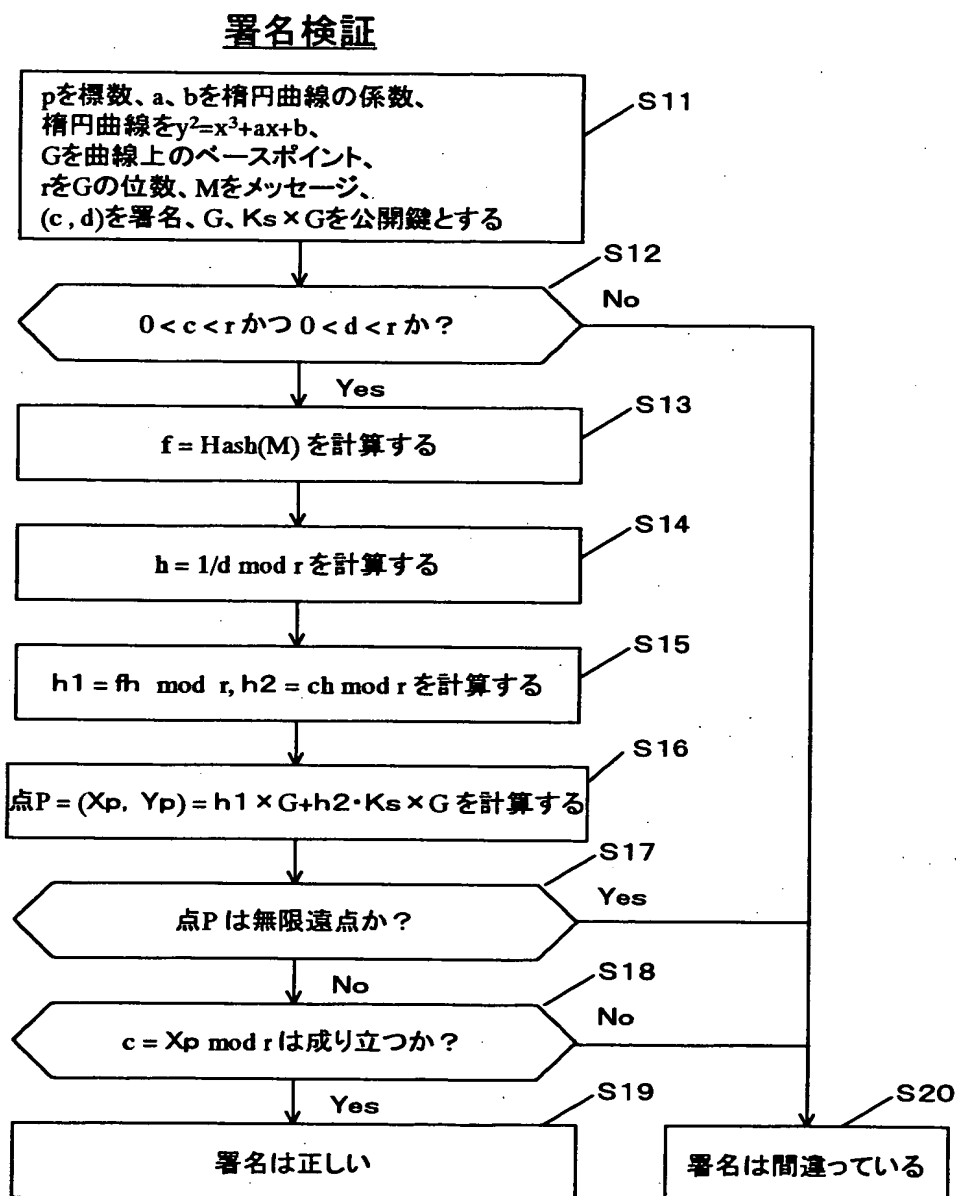 署名検証
pを標数、a、bを楕円曲線の係数、
楕円曲線をy²=x³+ax+b、
Gを曲線上のベースポイント、
rをGの位数、Mをメッセージ、
(c , d)を署名、G、Ks×Gを公開鍵とする
S11
S12
0 < c < r かつ 0 < d < r か？
No
Yes
S13
f = Hash(M) を計算する
S14
h = 1/d mod r を計算する
S15
h1 = fh mod r, h2 = ch mod r を計算する
S16
点P = (Xp, Yp) = h1×G+h2・Ks×G を計算する
S17
点P は無限遠点か？
Yes
No
S18
c = Xp mod r は成り立つか？
No
Yes
S19
署名は正しい
S20
署名は間違っている